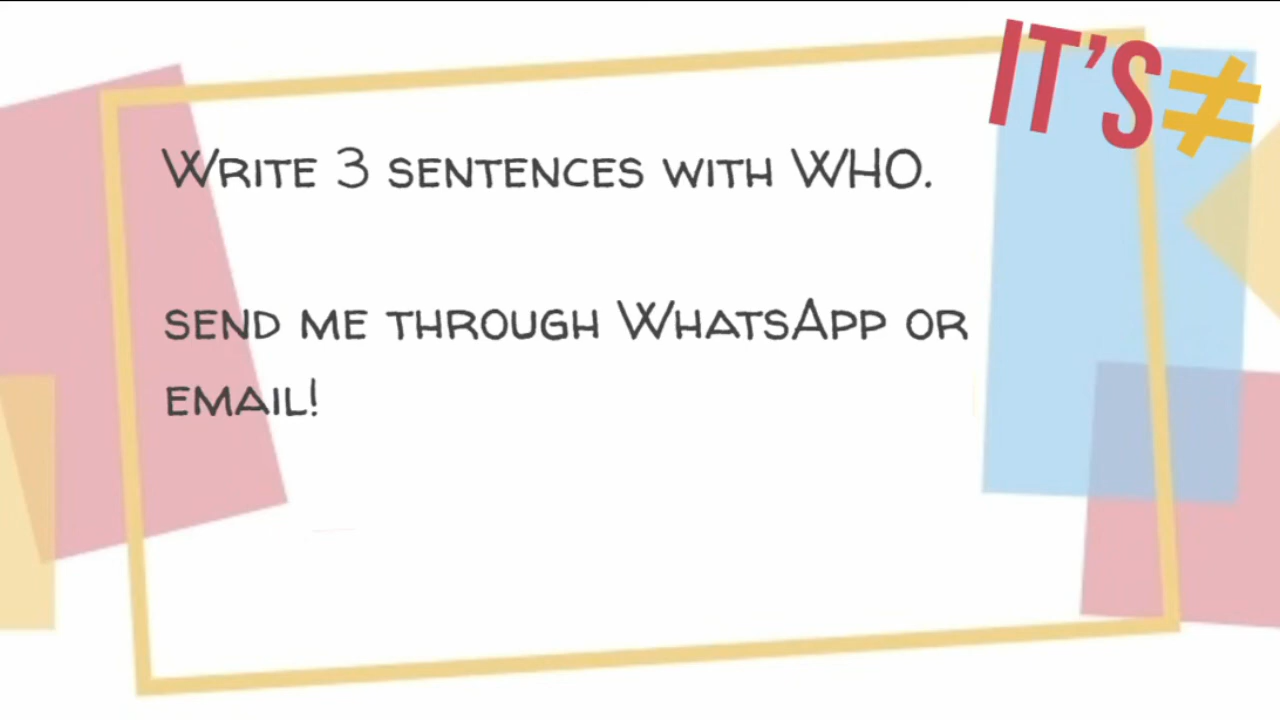 IT'S≠
Write 3 sentences with WHO.
send me through WhatsApp or
email!